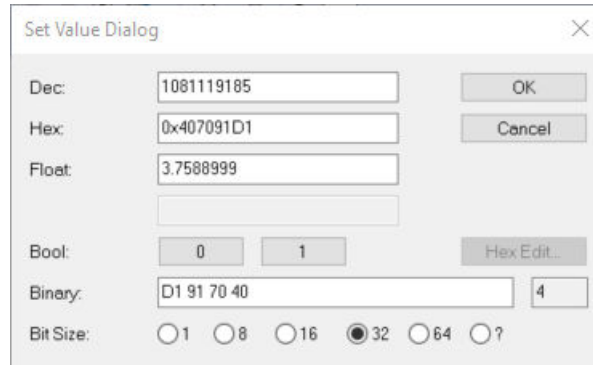 Set Value Dialog
Dec: 1081119185 OK
Hex: 0x407091D1 Cancel
Float: 3.7588999
Bool: 0 1 Hex Edit...
Binary: D1 91 70 40 4
Bit Size: 1 8 16 32 64 ?